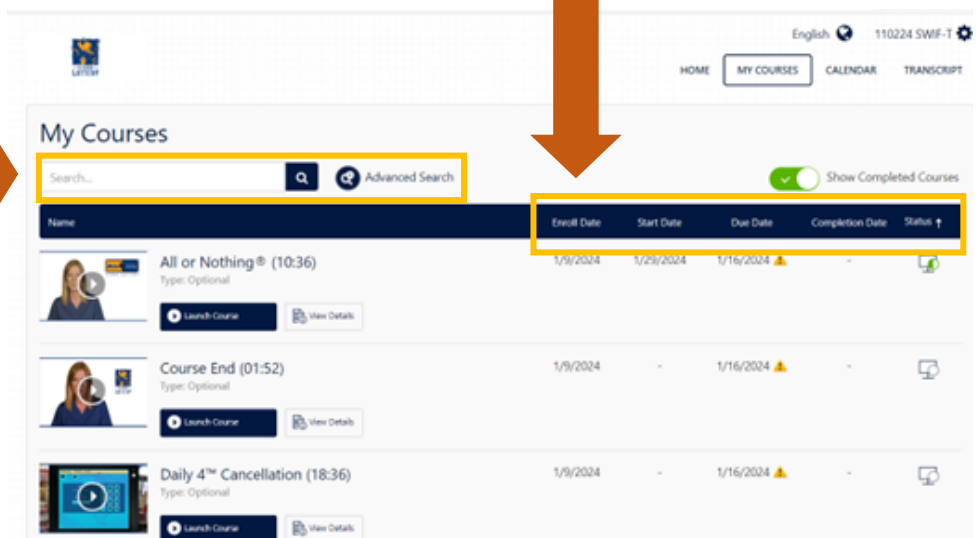 English 110224 SWIF-T
HOME MY COURSES CALENDAR TRANSCRIPT
My Courses
Search... Advanced Search Show Completed Courses
Name Enroll Date Start Date Due Date Completion Date Status ↑
All or Nothing® (10:36) 1/9/2024 1/29/2024 1/16/2024 -
Type: Optional
Launch Course View Details
Course End (01:52) 1/9/2024 - 1/16/2024 -
Type: Optional
Launch Course View Details
Daily 4™ Cancellation (18:36) 1/9/2024 - 1/16/2024 -
Type: Optional
Launch Course View Details